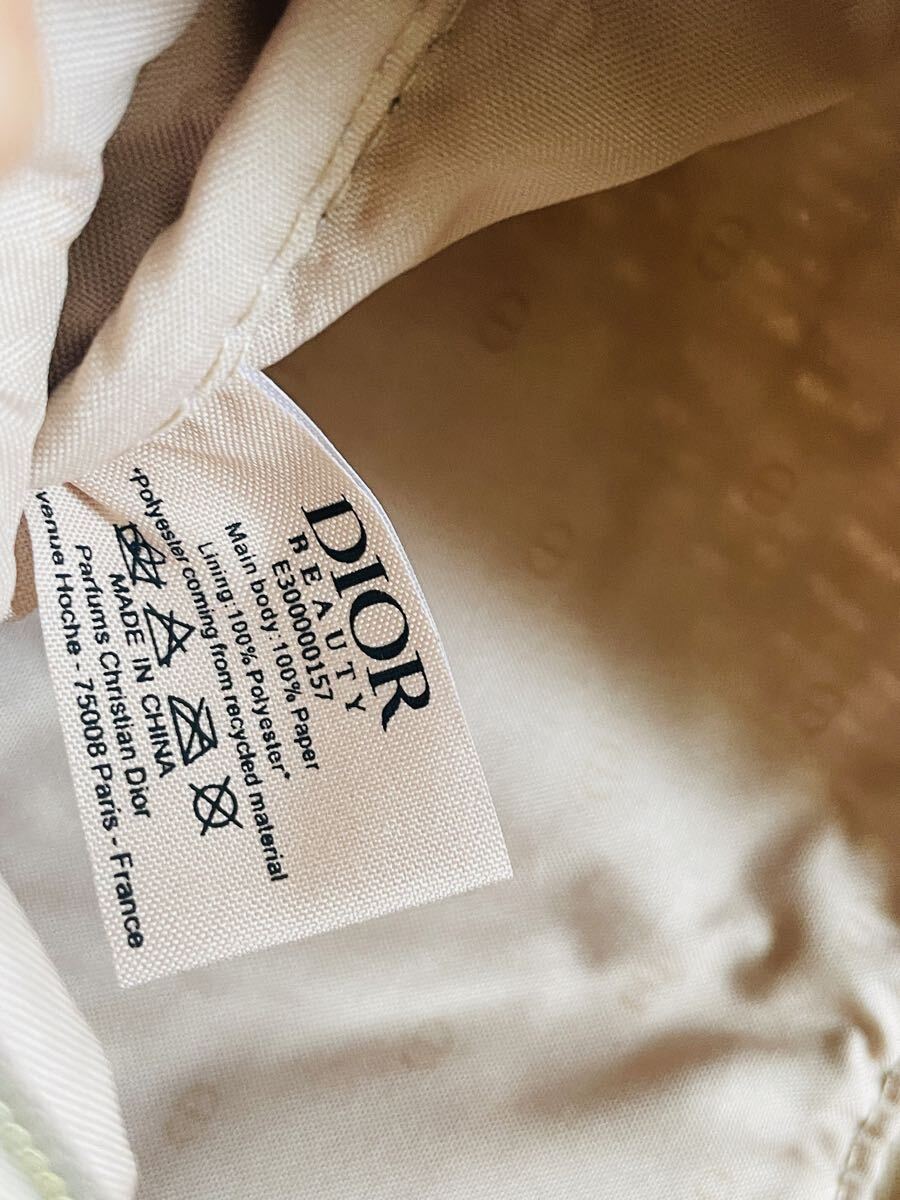 DIOR
BEAUTY
E300000157
Main body:100% Paper
Lining:100% Polyester*
*polyester coming from recycled material
MADE IN CHINA
Parfums Christian Dior
venue Hoche - 75008 Paris - France